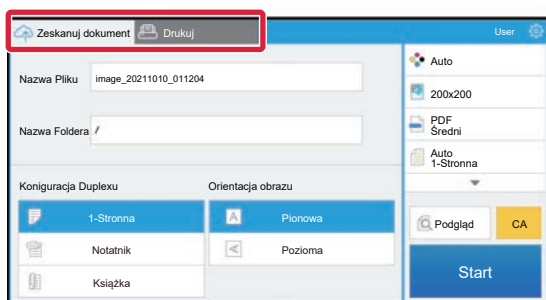 Zeskanuj dokument Drukuj User
Nazwa Pliku image_20211010_011204
Nazwa Foldera /
Konfiguracja Duplexu Orientacja obrazu
1-Stronna A Pionowa
Notatnik Pozioma
Książka
Auto
200x200
PDF
Średni
Auto
1-Stronna
Podgląd CA
Start